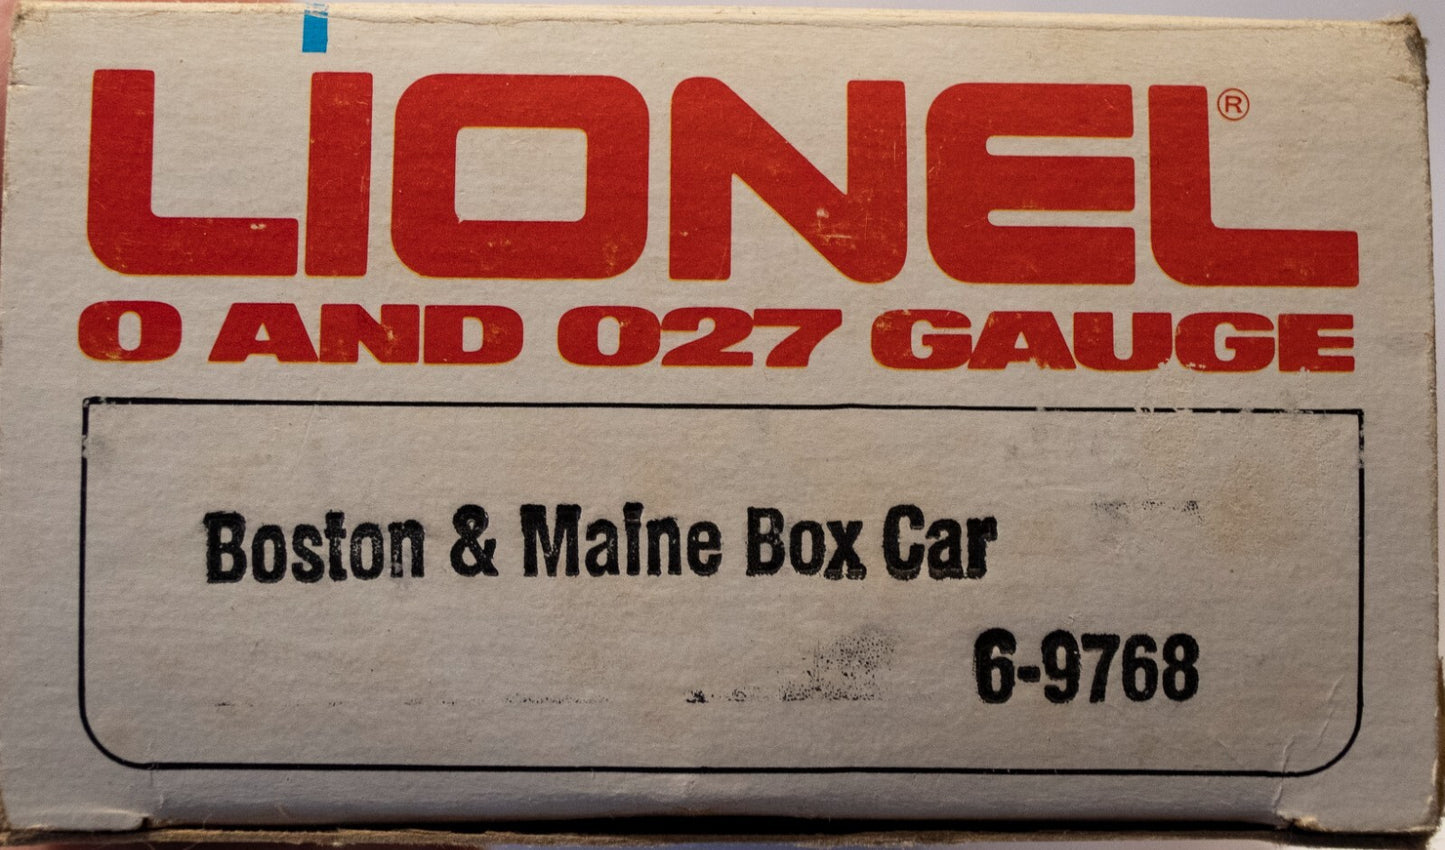 LIONEL®
O AND O27 GAUGE
Boston & Maine Box Car
6-9768